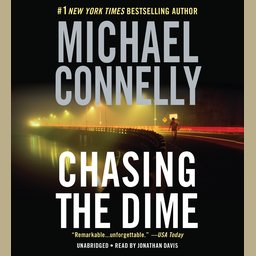 #1 NEW YORK TIMES BESTSELLING AUTHOR
MICHAEL
CONNELLY
CHASING
THE DIME
"Remarkable...unforgettable." —USA Today
UNABRIDGED • READ BY JONATHAN DAVIS